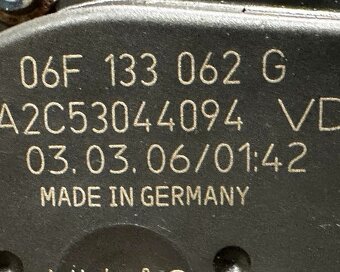 06F 133 062 G
A2C53044094 VD
03.03.06/01:42
MADE IN GERMANY